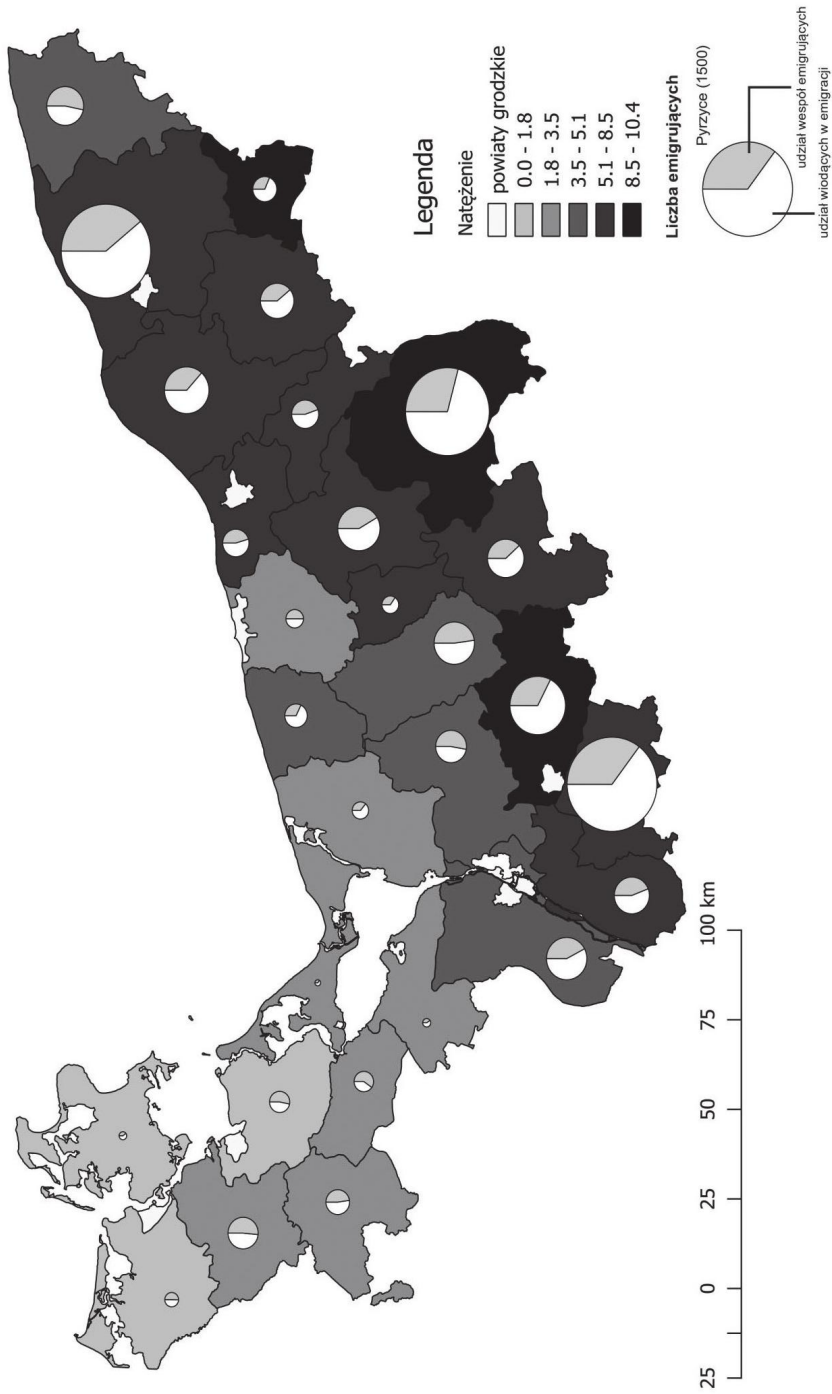 Legenda
Natężenie
powiaty grodzkie
0.0 - 1.8
1.8 - 3.5
3.5 - 5.1
5.1 - 8.5
8.5 - 10.4
Liczba emigrujących
Pyrzyce (1500)
udział wespół emigrujących
udział wiodących w emigracji
25 0 25 50 75 100 km